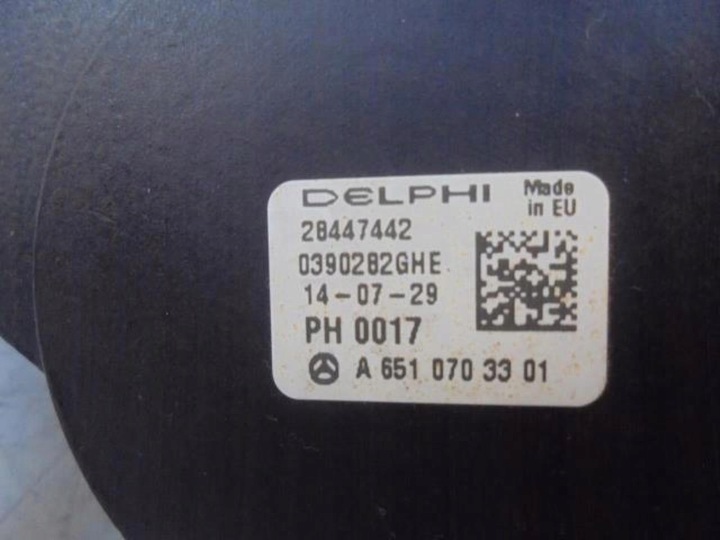 DELPHI Made in EU
28447442
0390282GHE
14-07-29
PH 0017
A 651 070 33 01